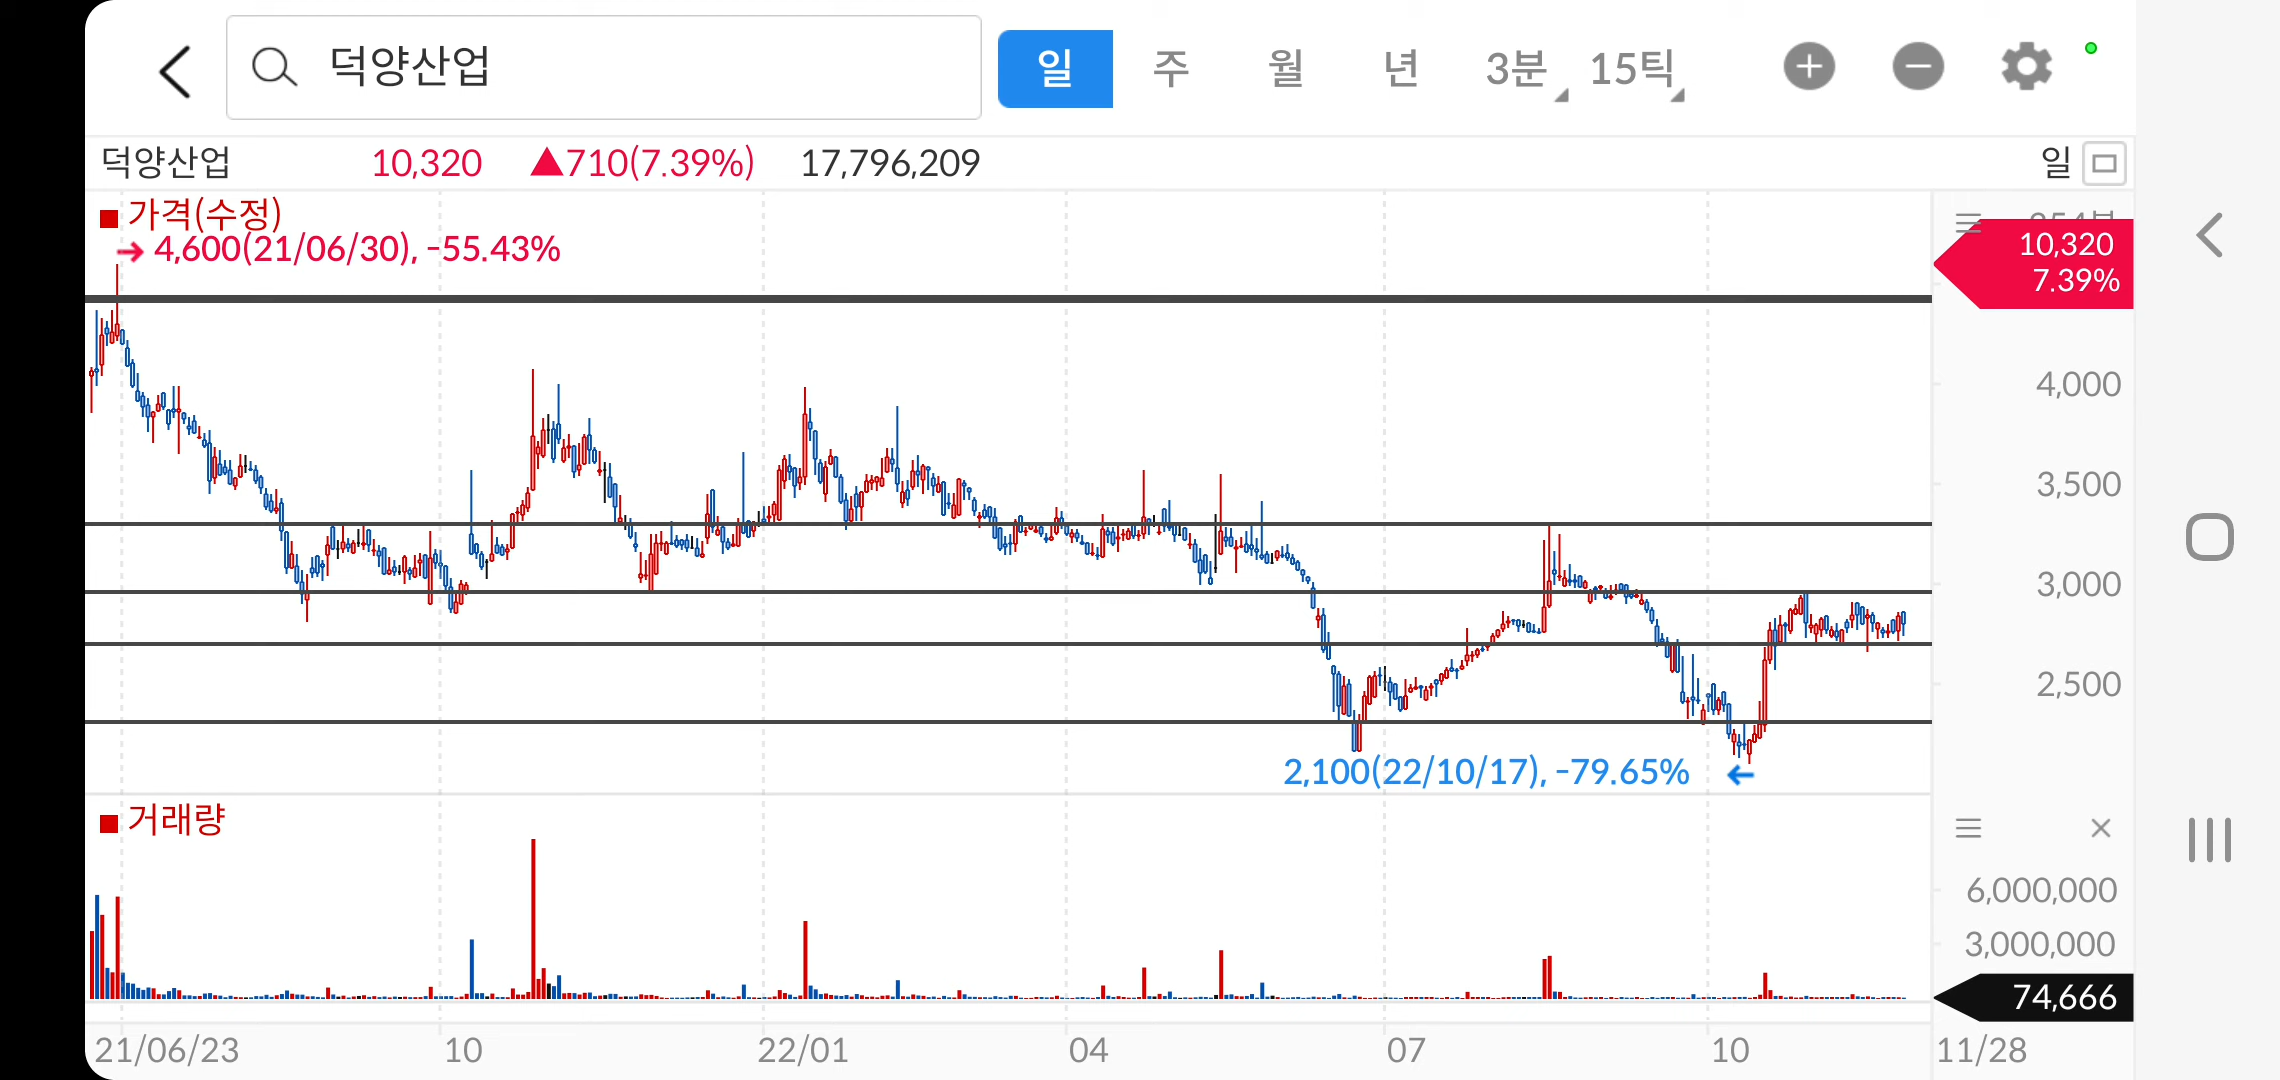 덕양산업
일 주 월 년 3분 15틱
덕양산업 10,320 ▲710(7.39%) 17,796,209 일
가격(수정)
→ 4,600(21/06/30), -55.43%
10,320
7.39%
4,000
3,500
3,000
2,500
2,100(22/10/17), -79.65% ←
거래량
6,000,000
3,000,000
74,666
21/06/23 10 22/01 04 07 10 11/28